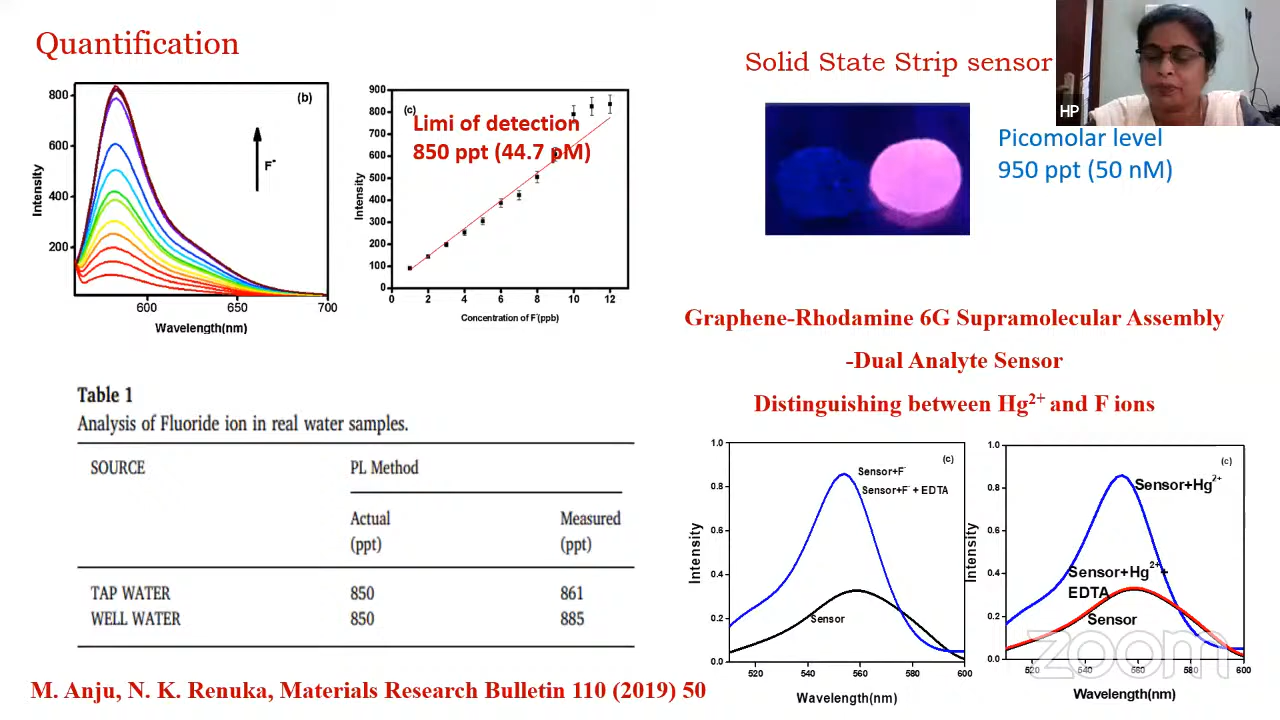 Quantification
Solid State Strip sensor
HP
Picomolar level
950 ppt (50 nM)
(b)
F-
Intensity
800
600
400
200
600
650
700
Wavelength(nm)
(c)
Limi of detection
850 ppt (44.7 pM)
Intensity
900
800
700
600
500
400
300
200
100
0
0
2
4
6
8
10
12
Concentration of F-(ppb)
Graphene-Rhodamine 6G Supramolecular Assembly
-Dual Analyte Sensor
Distinguishing between Hg2+ and F ions
Table 1
Analysis of Fluoride ion in real water samples.
SOURCE PL Method
Actual Measured
(ppt) (ppt)
TAP WATER 850 861
WELL WATER 850 885
(c)
Sensor+F-
Sensor+F- + EDTA
Sensor
Intensity
1.0
0.8
0.6
0.4
0.2
0.0
520
540
560
580
600
Wavelength(nm)
(c)
Sensor+Hg2+
Sensor+Hg2+ +
EDTA
Sensor
Intensity
1.0
0.8
0.6
0.4
0.2
0.0
520
540
560
580
600
Wavelength(nm)
zoom
M. Anju, N. K. Renuka, Materials Research Bulletin 110 (2019) 50